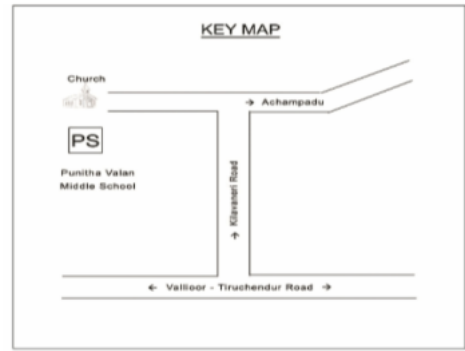 KEY MAP
Church
→ Achampadu
PS
Punitha Valan
Middle School
→ Kilavaneri Road
← Vallioor - Tiruchendur Road →